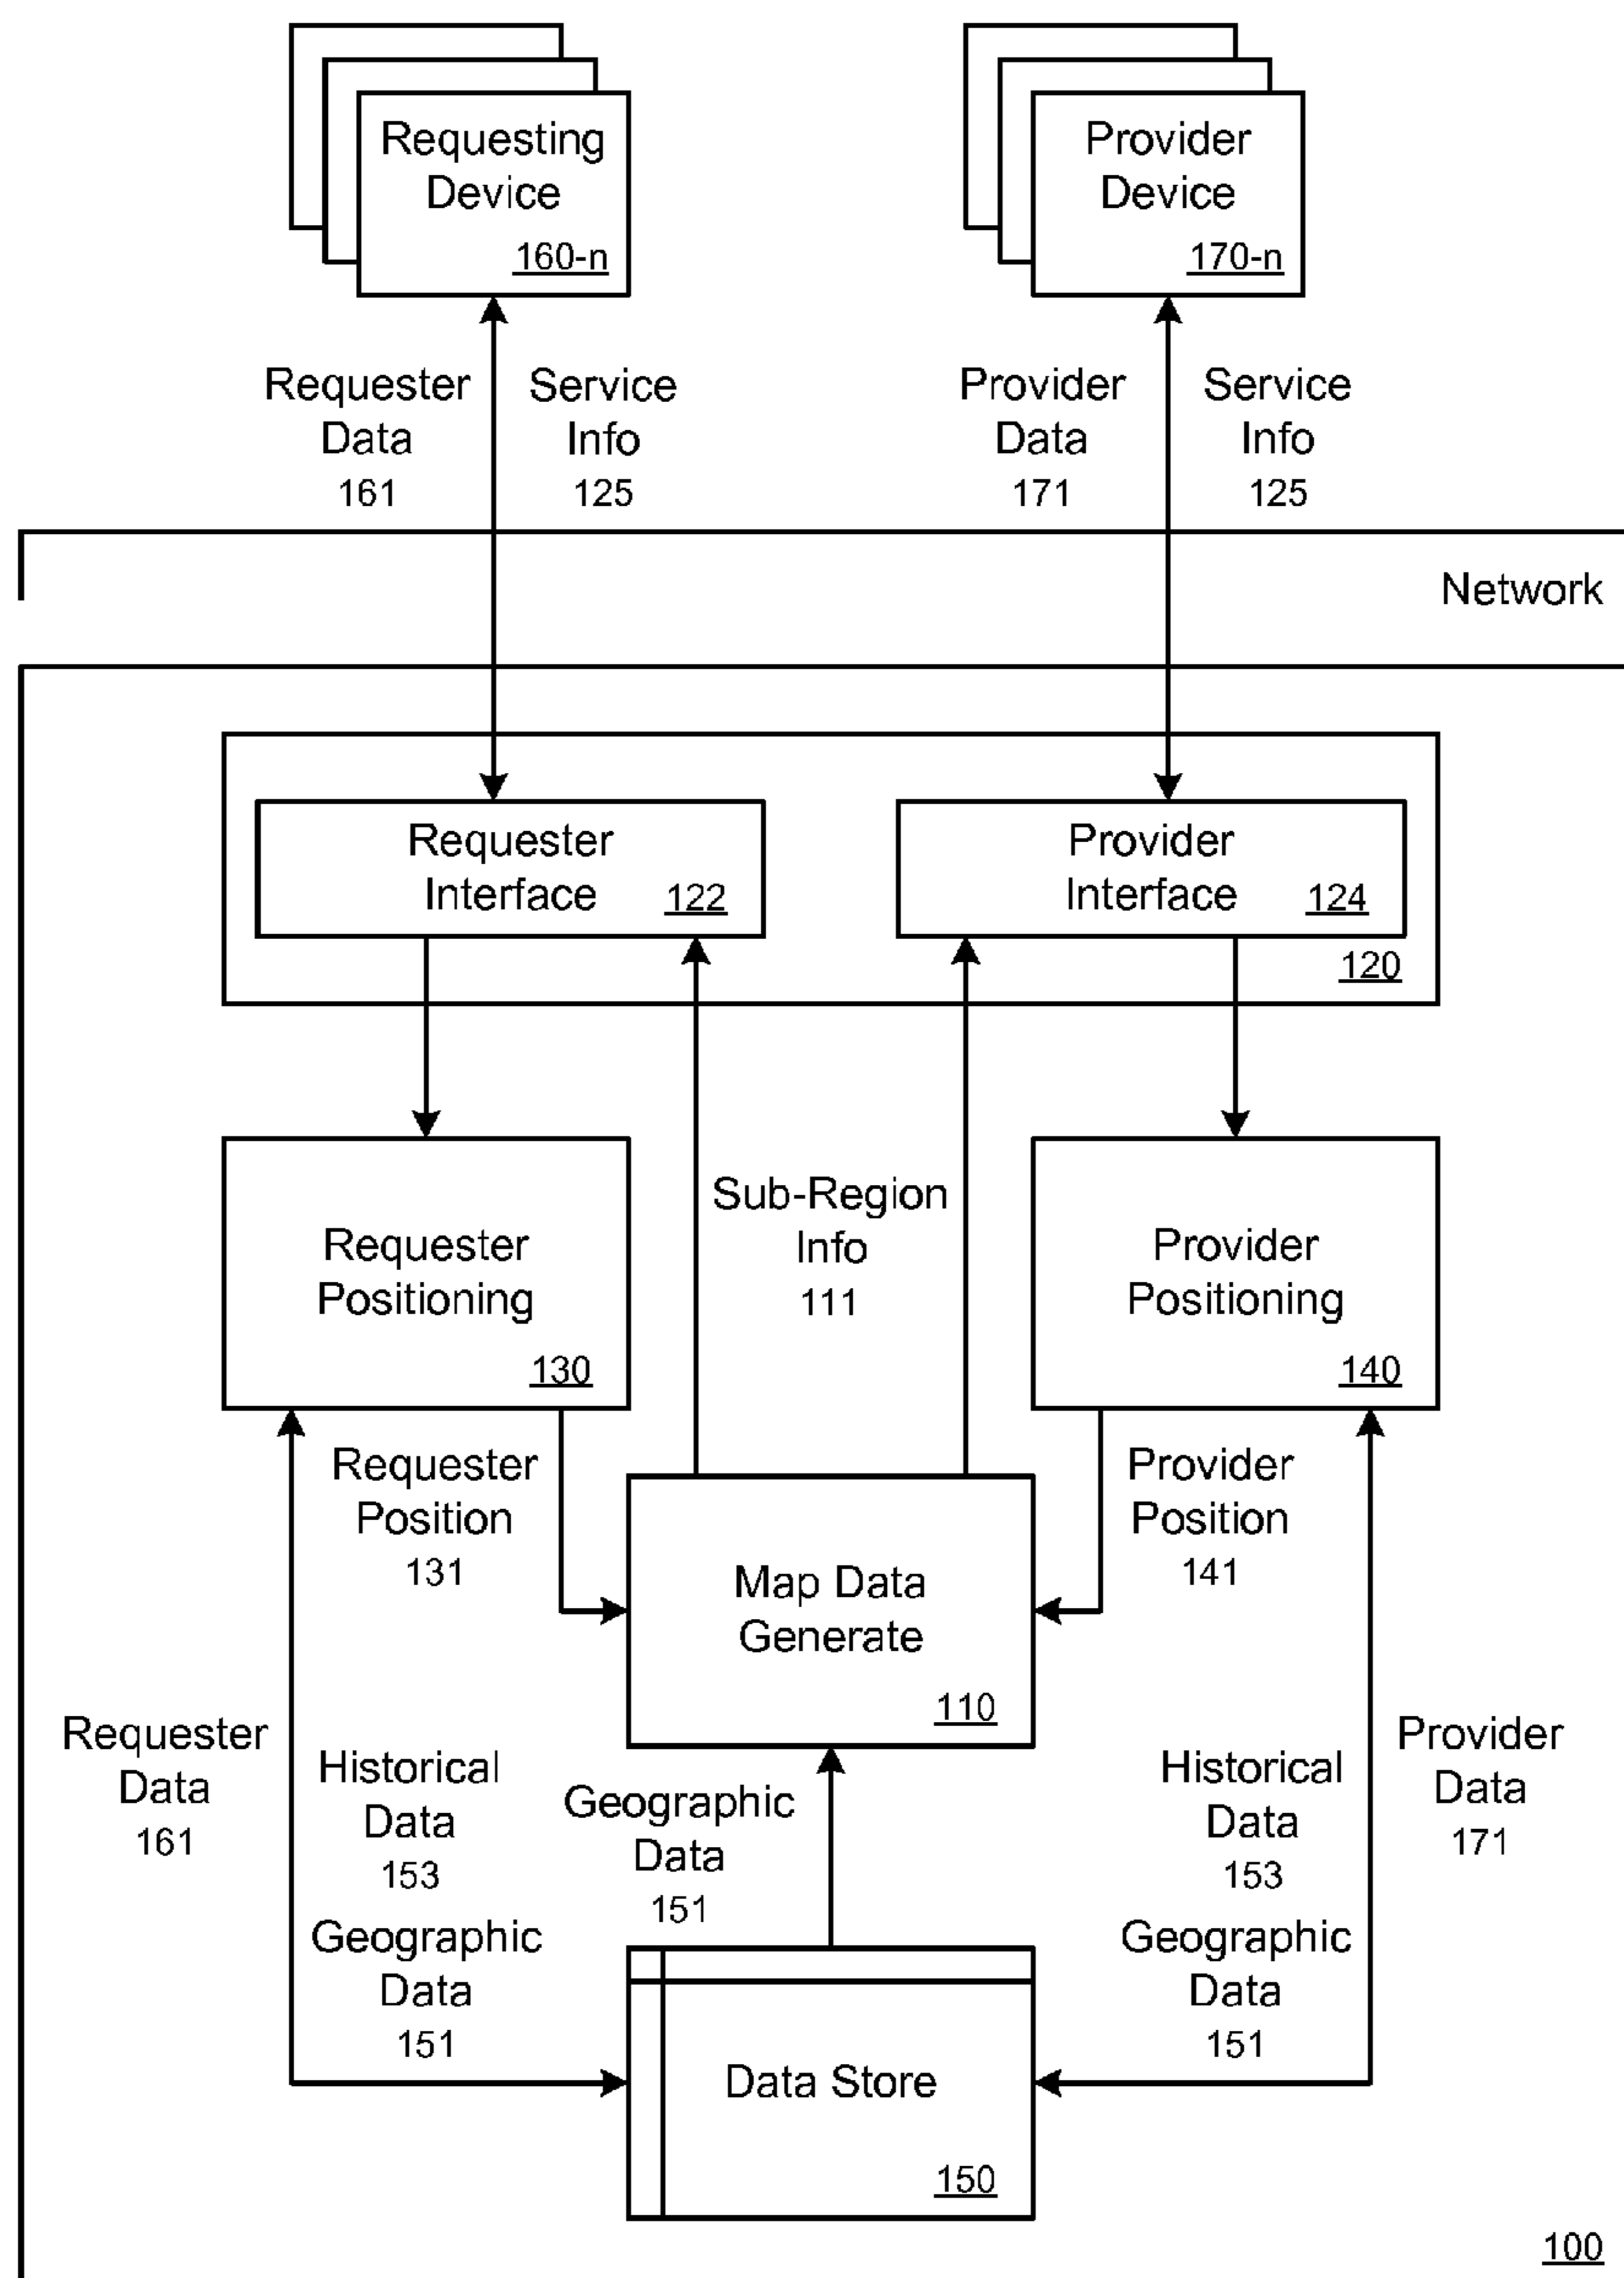 Requesting
Device
160-n
Provider
Device
170-n
Requester
Data
161
Service
Info
125
Provider
Data
171
Service
Info
125
Network
Requester
Interface
122
Provider
Interface
124
120
Requester
Positioning
130
Sub-Region
Info
111
Provider
Positioning
140
Requester
Position
131
Provider
Position
141
Map Data
Generate
110
Requester
Data
161
Historical
Data
153
Geographic
Data
151
Geographic
Data
151
Historical
Data
153
Geographic
Data
151
Provider
Data
171
Data Store
150
100